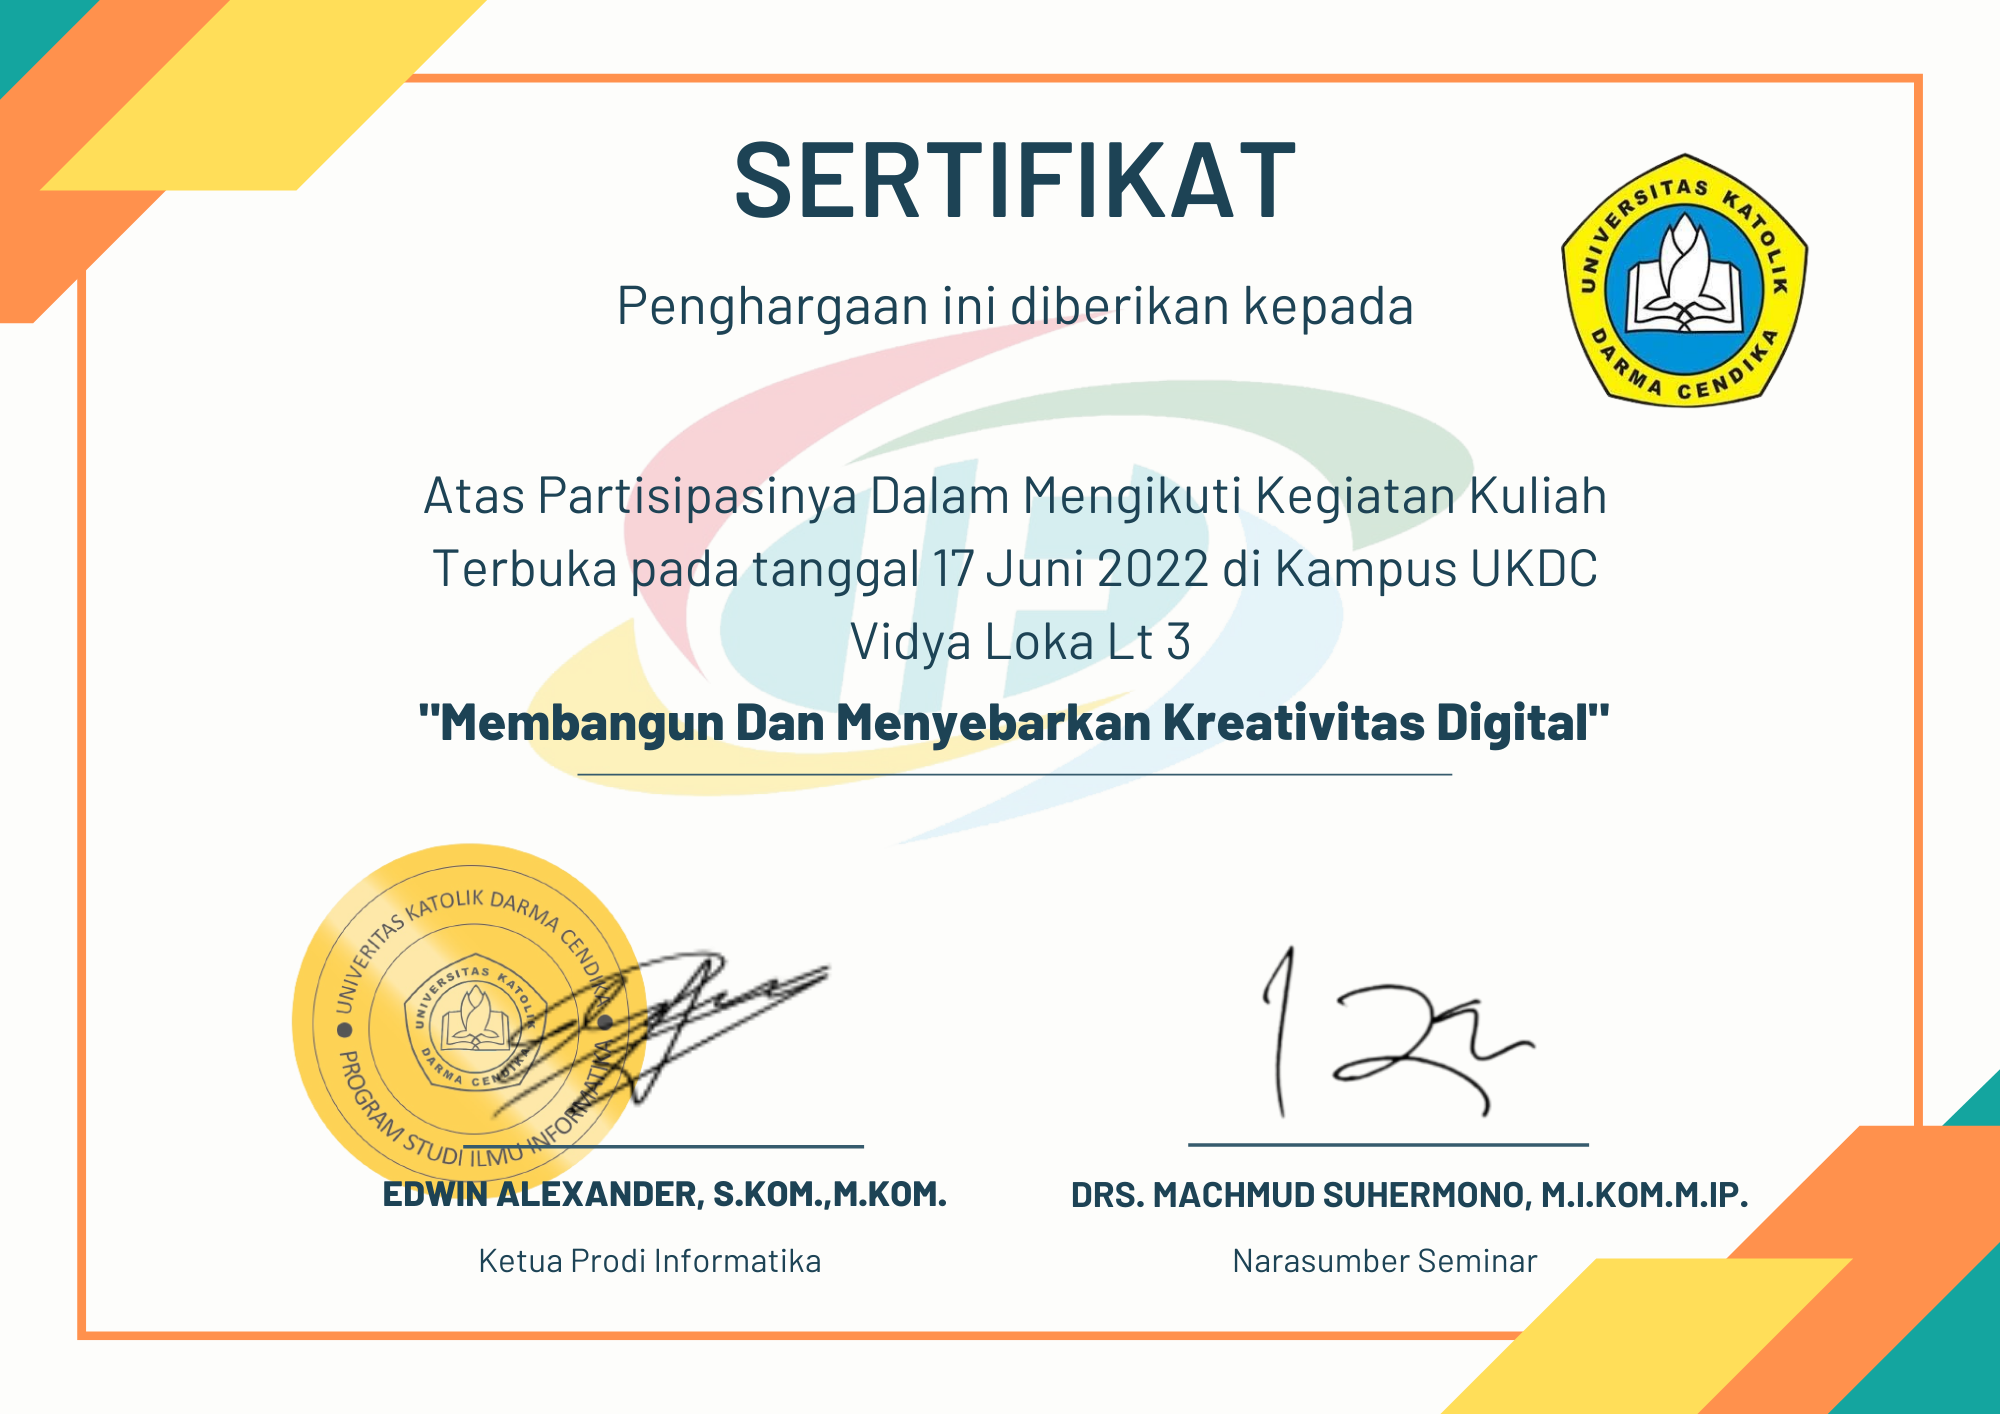 SERTIFIKAT
UNIVERSITAS KATOLIK
DARMA CENDIKA
Penghargaan ini diberikan kepada
Atas Partisipasinya Dalam Mengikuti Kegiatan Kuliah
Terbuka pada tanggal 17 Juni 2022 di Kampus UKDC
Vidya Loka Lt 3
"Membangun Dan Menyebarkan Kreativitas Digital"
UNIVERITAS KATOLIK DARMA CENDIKA
PROGRAM STUDI ILMU INFORMATIKA
UNIVERSITAS KATOLIK
DARMA CENDIKA
EDWIN ALEXANDER, S.KOM.,M.KOM.
Ketua Prodi Informatika
DRS. MACHMUD SUHERMONO, M.I.KOM.M.IP.
Narasumber Seminar